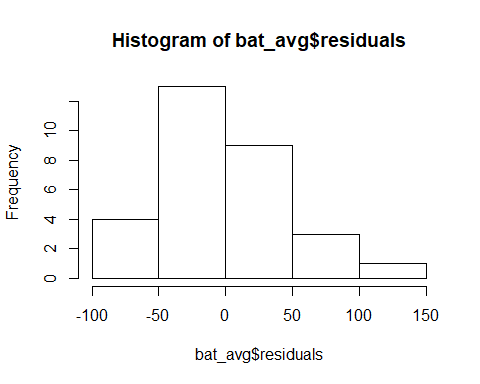 Histogram of bat_avg$residuals
Frequency
0 2 4 6 8 10
-100 -50 0 50 100 150
bat_avg$residuals